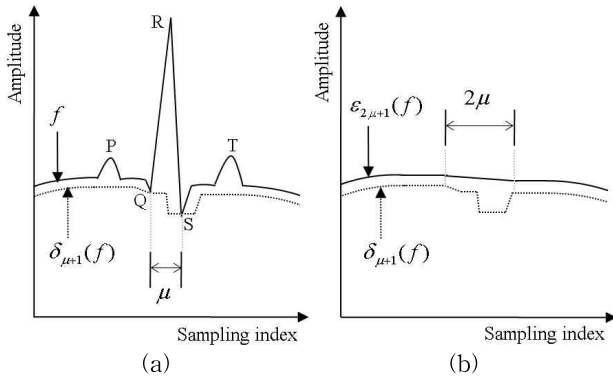 Amplitude
R
f
P
T
Q
S
δμ+1(f)
μ
Sampling index
(a)
Amplitude
ε2μ+1(f)
2μ
δμ+1(f)
Sampling index
(b)